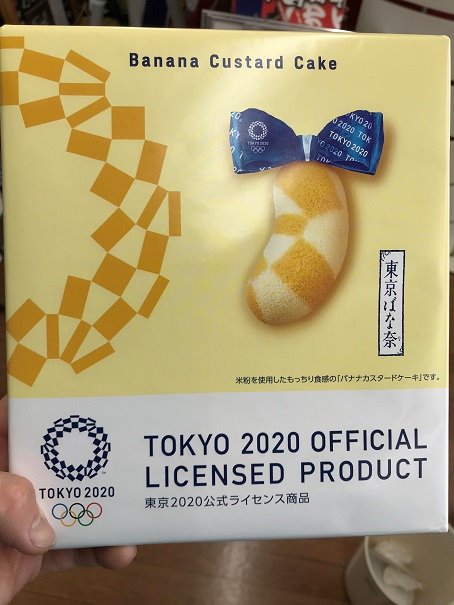 Banana Custard Cake
TOKYO 2020
TOKYO 2020
TOKYO 2020
東京ばな奈
米粉を使用したもっちり食感の「バナナカスタードケーキ」です。
TOKYO 2020 OFFICIAL
LICENSED PRODUCT
東京2020公式ライセンス商品
TOKYO 2020